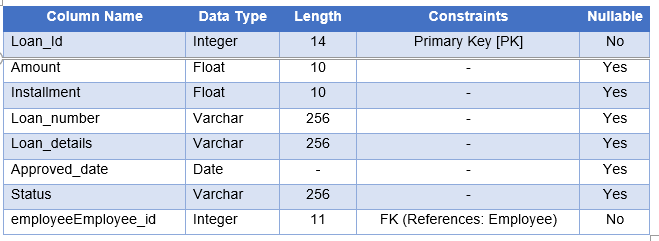 Column Name Data Type Length Constraints Nullable
Loan_Id Integer 14 Primary Key [PK] No
Amount Float 10 - Yes
Installment Float 10 - Yes
Loan_number Varchar 256 - Yes
Loan_details Varchar 256 - Yes
Approved_date Date - - Yes
Status Varchar 256 - Yes
employeeEmployee_id Integer 11 FK (References: Employee) No